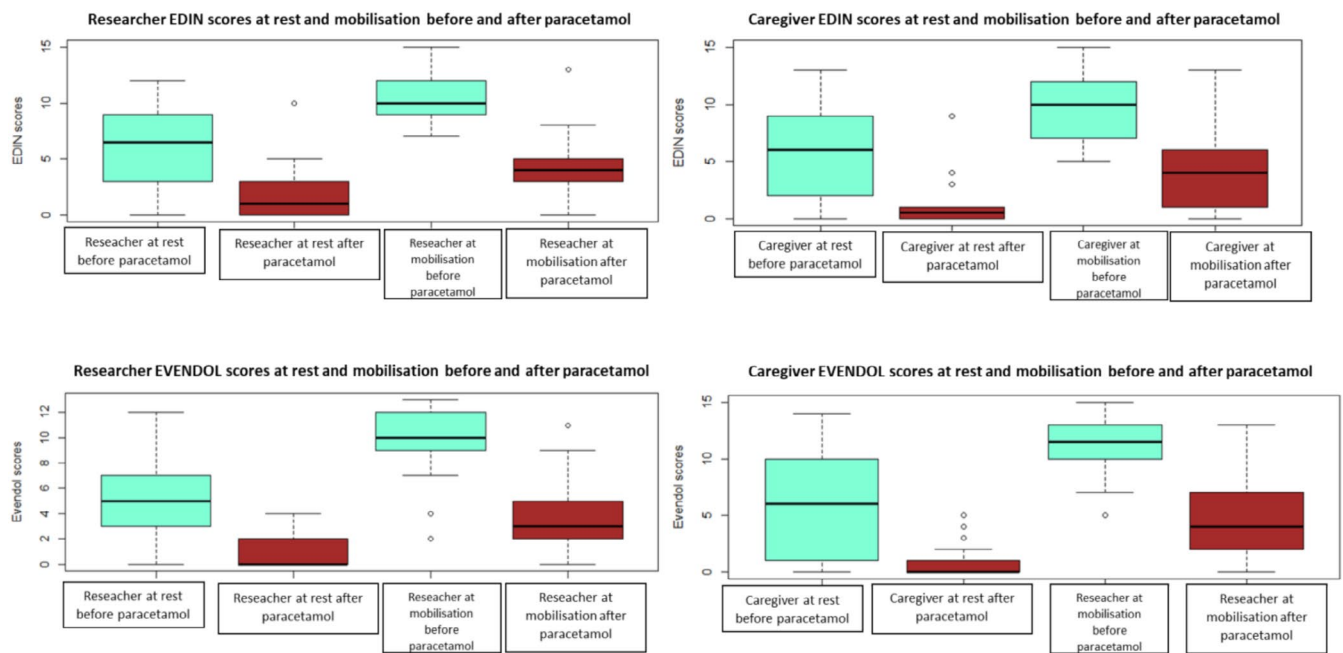 Researcher EDIN scores at rest and mobilisation before and after paracetamol
EDIN scores
15
10
5
0
Reseacher at rest
before paracetamol
Reseacher at rest after
paracetamol
Reseacher at
mobilisation
before
paracetamol
Reseacher at
mobilisation after
paracetamol
Caregiver EDIN scores at rest and mobilisation before and after paracetamol
EDIN scores
15
10
5
0
Caregiver at rest
before paracetamol
Caregiver at rest after
paracetamol
Caregiver at
mobilisation
before
paracetamol
Caregiver at
mobilisation after
paracetamol
Researcher EVENDOL scores at rest and mobilisation before and after paracetamol
Evendol scores
12
10
8
6
4
2
0
Reseacher at rest
before paracetamol
Reseacher at rest after
paracetamol
Reseacher at
mobilisation
before
paracetamol
Reseacher at
mobilisation after
paracetamol
Caregiver EVENDOL scores at rest and mobilisation before and after paracetamol
Evendol scores
15
10
5
0
Caregiver at rest
before paracetamol
Caregiver at rest after
paracetamol
Reseacher at
mobilisation
before
paracetamol
Reseacher at
mobilisation after
paracetamol